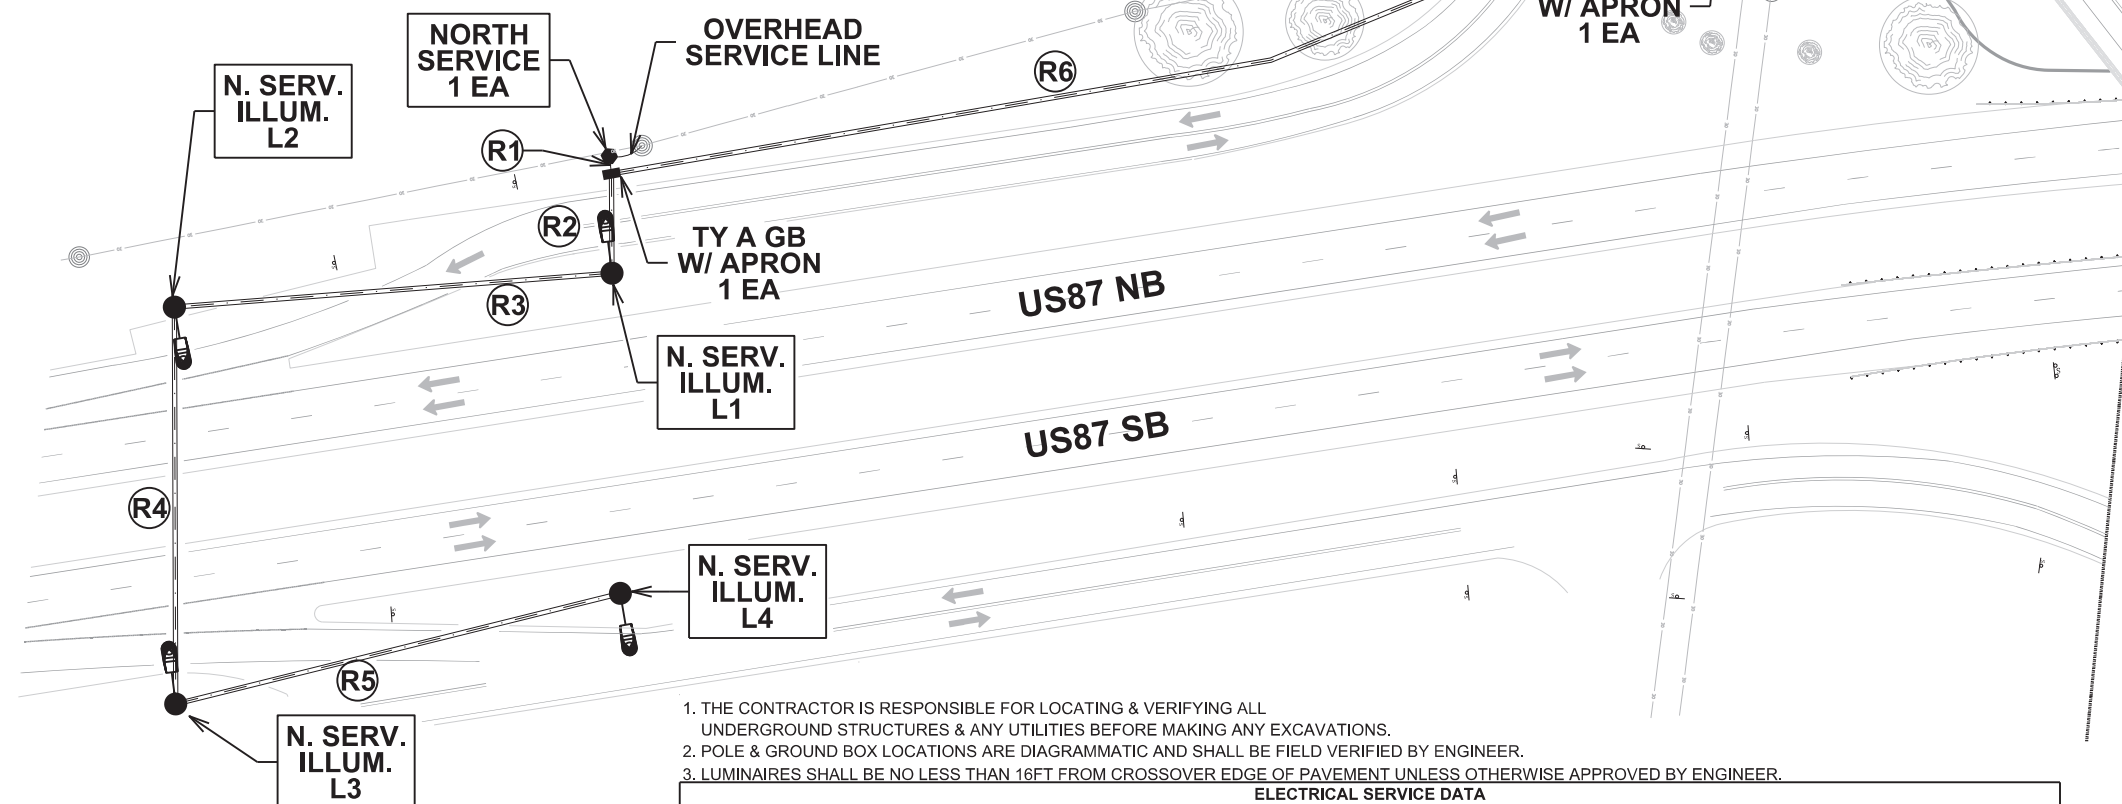 W/ APRON
1 EA
NORTH
SERVICE
1 EA
OVERHEAD
SERVICE LINE
N. SERV.
ILLUM.
L2
R6
R1
R2
TY A GB
W/ APRON
1 EA
R3
US87 NB
N. SERV.
ILLUM.
L1
US87 SB
R4
N. SERV.
ILLUM.
L4
R5
N. SERV.
ILLUM.
L3
1. THE CONTRACTOR IS RESPONSIBLE FOR LOCATING & VERIFYING ALL
UNDERGROUND STRUCTURES & ANY UTILITIES BEFORE MAKING ANY EXCAVATIONS.
2. POLE & GROUND BOX LOCATIONS ARE DIAGRAMMATIC AND SHALL BE FIELD VERIFIED BY ENGINEER.
3. LUMINAIRES SHALL BE NO LESS THAN 16FT FROM CROSSOVER EDGE OF PAVEMENT UNLESS OTHERWISE APPROVED BY ENGINEER.
ELECTRICAL SERVICE DATA